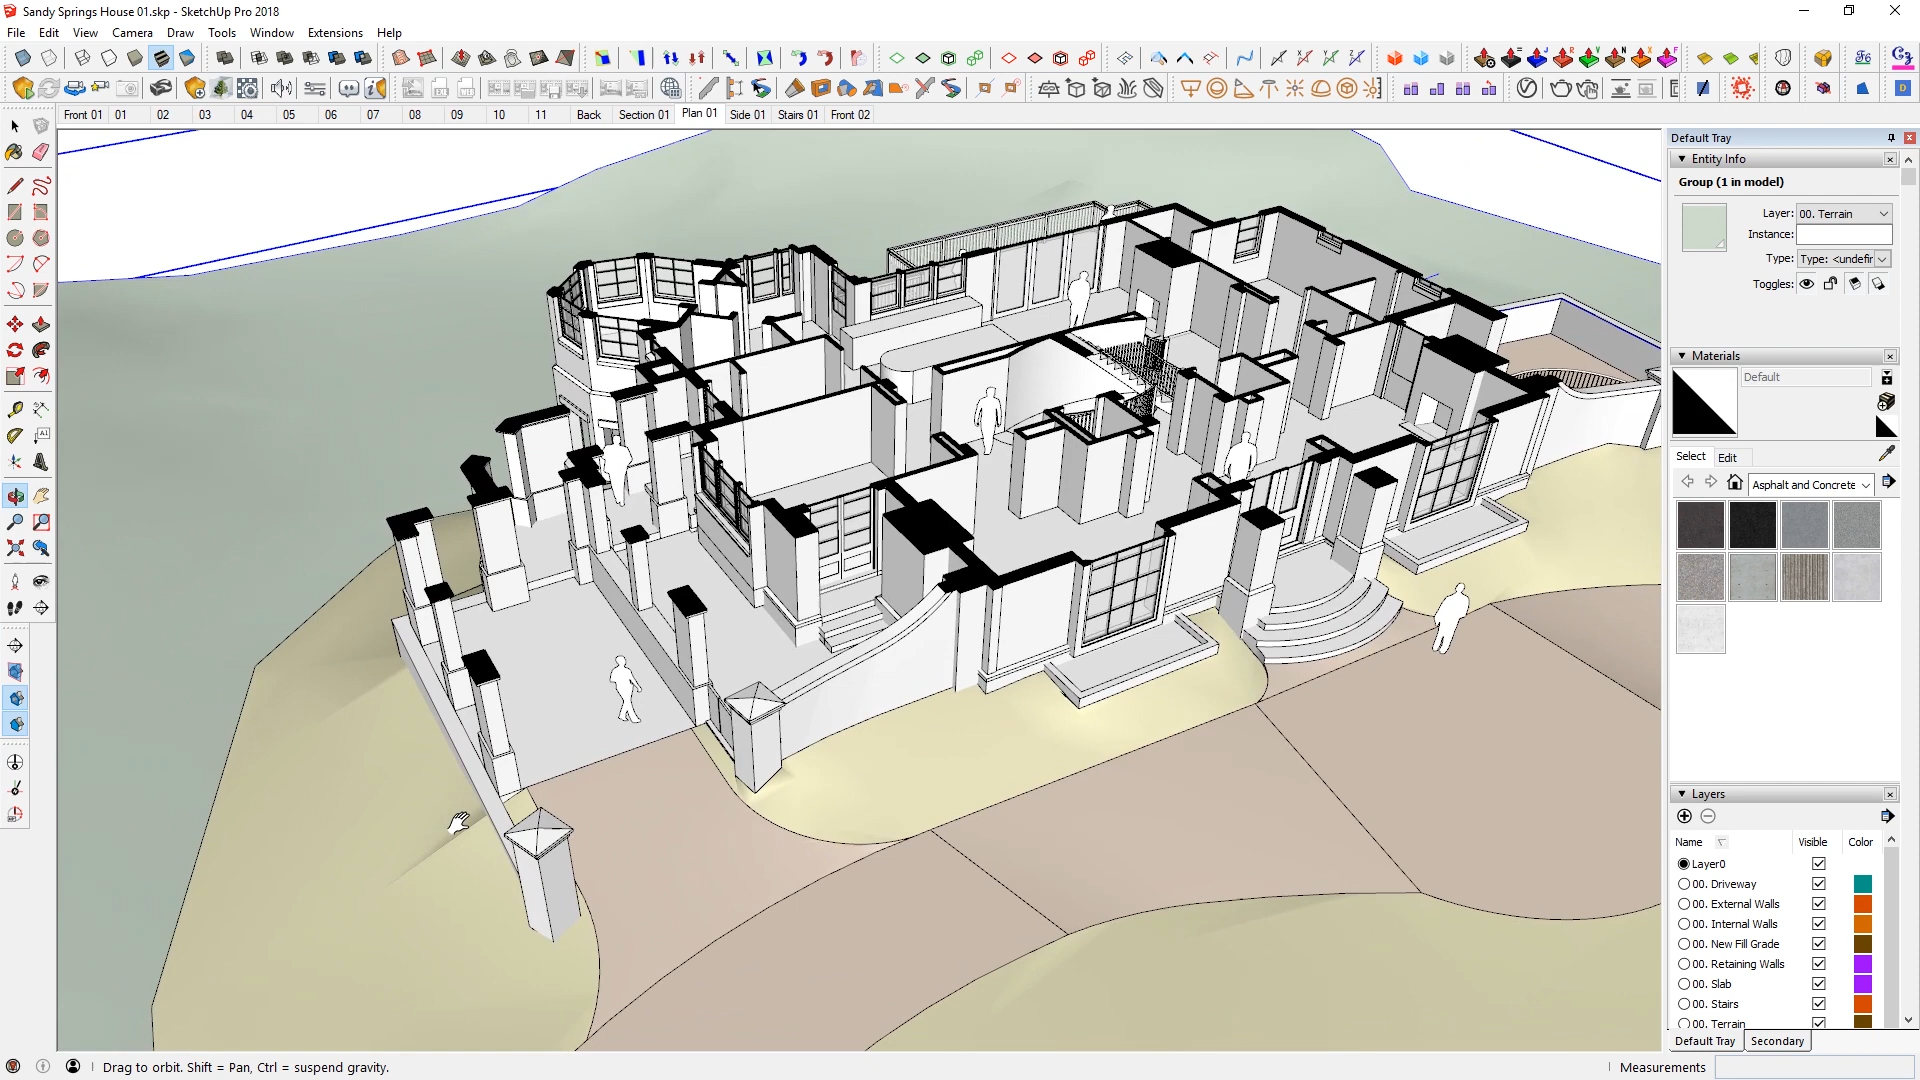 Sandy Springs House 01.skp - SketchUp Pro 2018
File Edit View Camera Draw Tools Window Extensions Help
Front 01 01 02 03 04 05 06 07 08 09 10 11 Back Section 01 Plan 01 Side 01 Stairs 01 Front 02
Default Tray
Entity Info
Group (1 in model)
Layer: 00. Terrain
Instance:
Type: Type: <undefir
Toggles:
Materials
Default
Select Edit
Asphalt and Concrete
Layers
Name Visible Color
Layer0
00. Driveway
00. External Walls
00. Internal Walls
00. New Fill Grade
00. Retaining Walls
00. Slab
00. Stairs
00. Terrain
Default Tray Secondary
Drag to orbit. Shift = Pan, Ctrl = suspend gravity.
Measurements